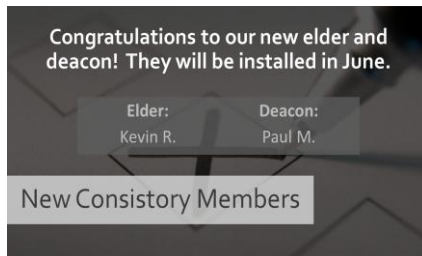 Congratulations to our new elder and
deacon! They will be installed in June.
Elder: Deacon:
Kevin R. Paul M.
New Consistory Members